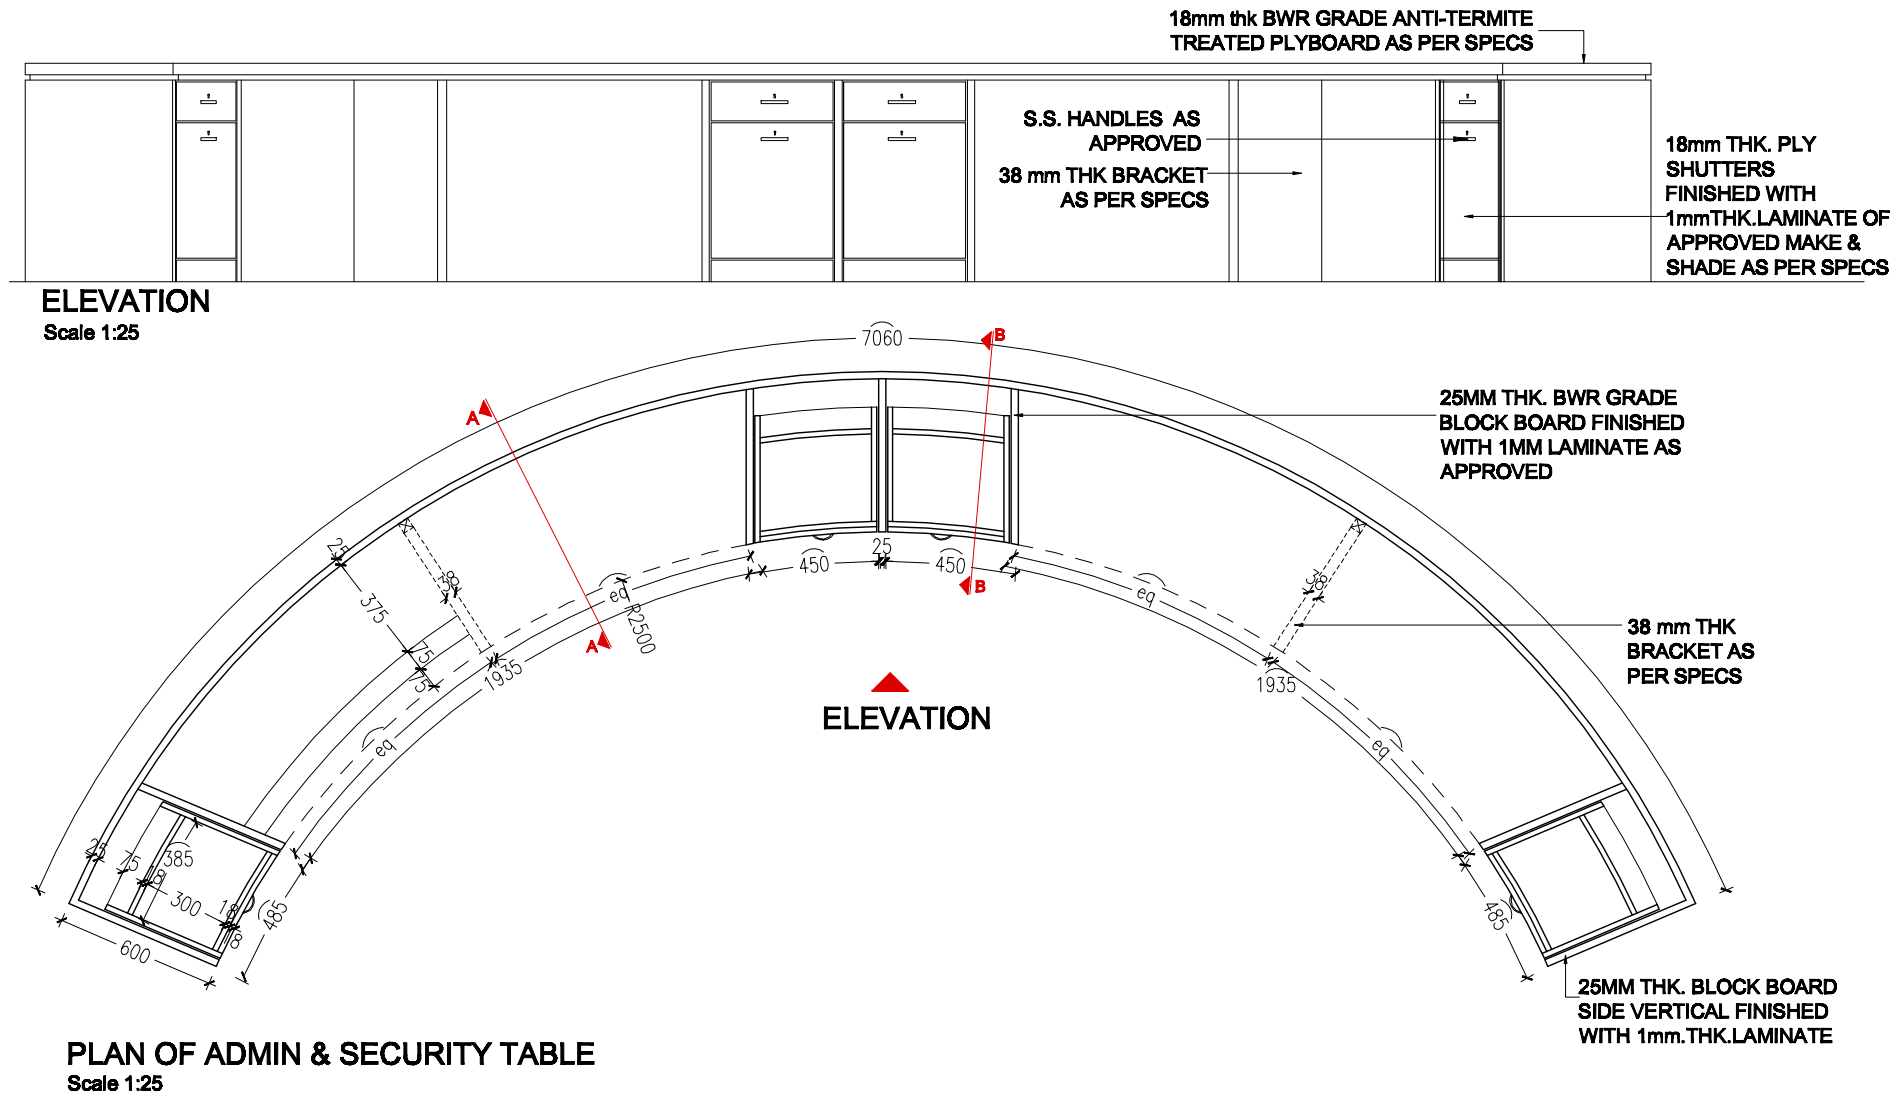 18mm thk BWR GRADE ANTI-TERMITE
TREATED PLYBOARD AS PER SPECS
S.S. HANDLES AS
APPROVED
38 mm THK BRACKET
AS PER SPECS
18mm THK. PLY
SHUTTERS
FINISHED WITH
1mmTHK.LAMINATE OF
APPROVED MAKE &
SHADE AS PER SPECS
ELEVATION
Scale 1:25
7060
A
B
25MM THK. BWR GRADE
BLOCK BOARD FINISHED
WITH 1MM LAMINATE AS
APPROVED
25
375
38
75
75
eq
R2500
A
1935
450
25
450
B
eq
38
1935
38 mm THK
BRACKET AS
PER SPECS
ELEVATION
eq
eq
25
75
385
18
300
18
18
485
600
485
25MM THK. BLOCK BOARD
SIDE VERTICAL FINISHED
WITH 1mm.THK.LAMINATE
PLAN OF ADMIN & SECURITY TABLE
Scale 1:25